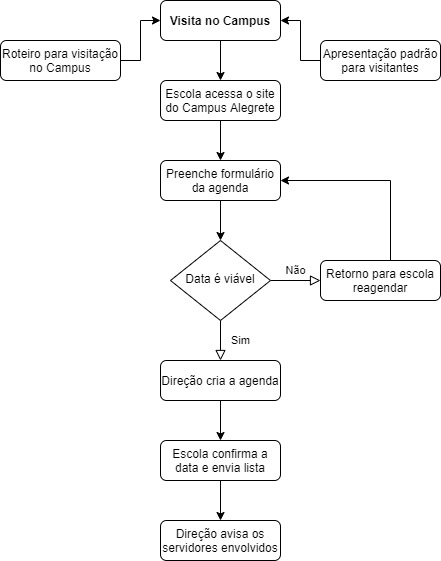 Visita no Campus
Roteiro para visitação
no Campus
Apresentação padrão
para visitantes
Escola acessa o site
do Campus Alegrete
Preenche formulário
da agenda
Data é viável
Não
Retorno para escola
reagendar
Sim
Direção cria a agenda
Escola confirma a
data e envia lista
Direção avisa os
servidores envolvidos